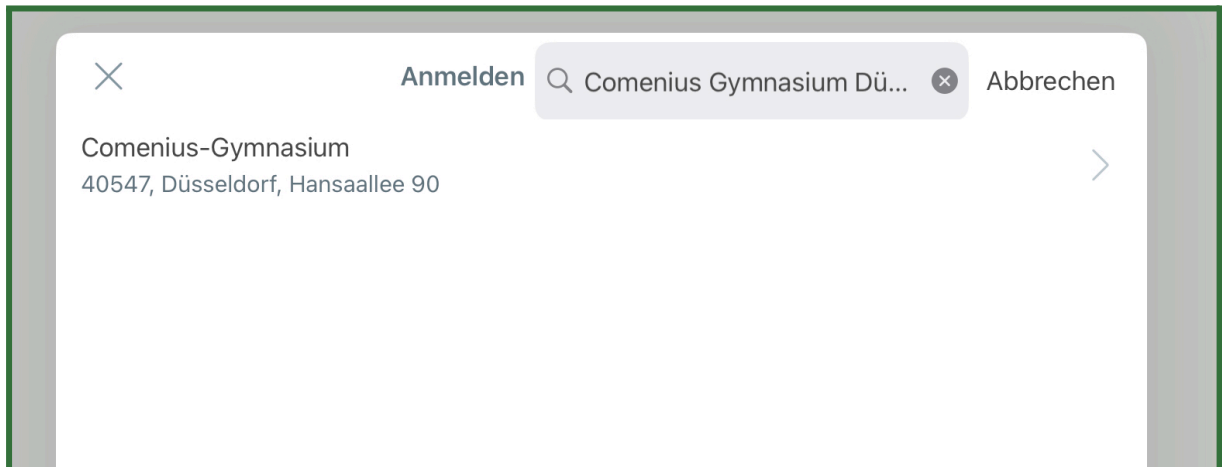 Anmelden
Comenius Gymnasium Dü...
Abbrechen
Comenius-Gymnasium
40547, Düsseldorf, Hansaallee 90